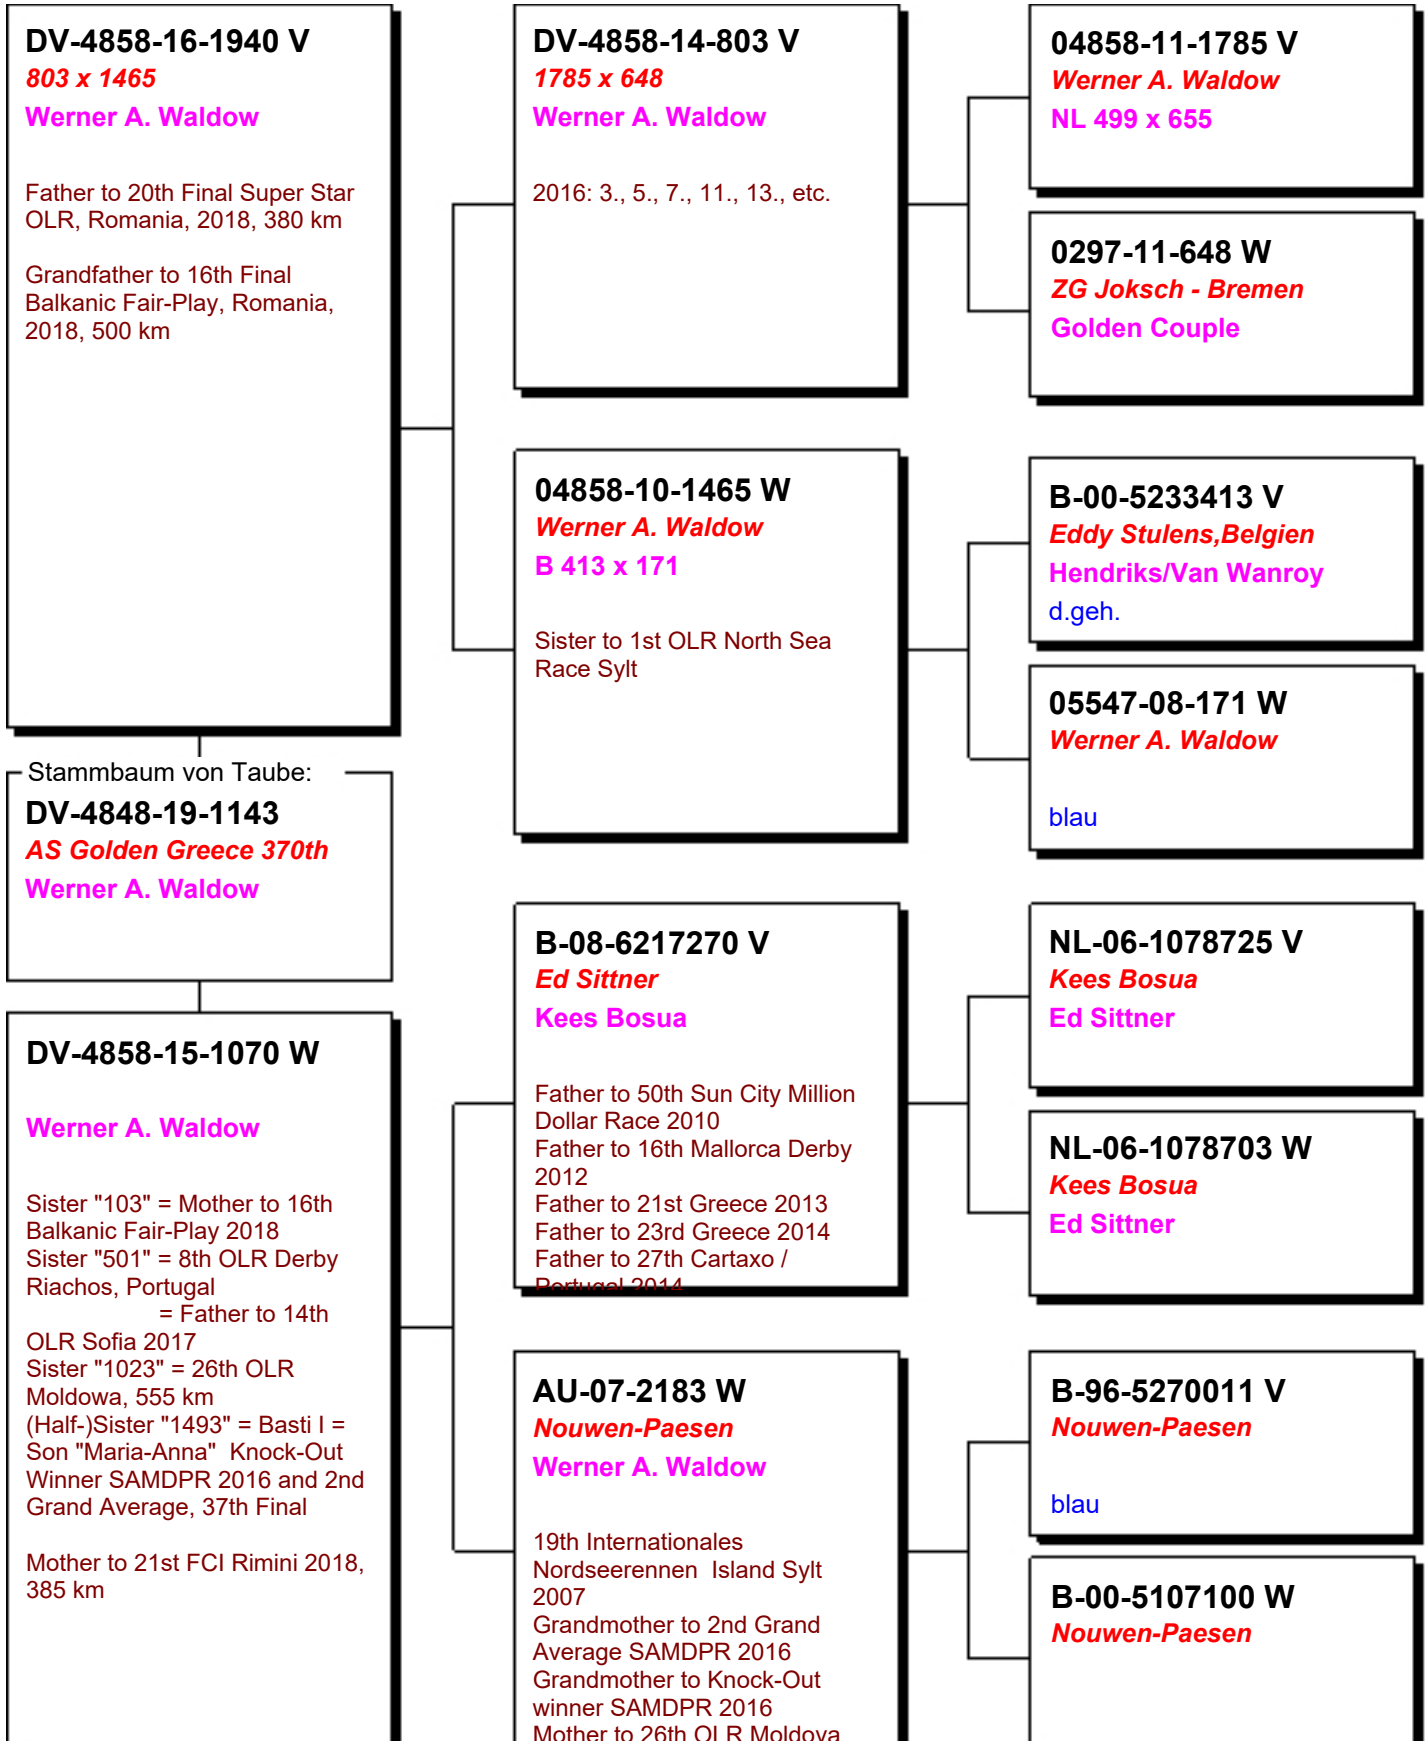 DV-4858-16-1940 V
803 x 1465
Werner A. Waldow
Father to 20th Final Super Star
OLR, Romania, 2018, 380 km
Grandfather to 16th Final
Balkanic Fair-Play, Romania,
2018, 500 km
Stammbaum von Taube:
DV-4848-19-1143
AS Golden Greece 370th
Werner A. Waldow
DV-4858-15-1070 W
Werner A. Waldow
Sister "103" = Mother to 16th
Balkanic Fair-Play 2018
Sister "501" = 8th OLR Derby
Riachos, Portugal
= Father to 14th
OLR Sofia 2017
Sister "1023" = 26th OLR
Moldowa, 555 km
(Half-)Sister "1493" = Basti I =
Son "Maria-Anna" Knock-Out
Winner SAMDPR 2016 and 2nd
Grand Average, 37th Final
Mother to 21st FCI Rimini 2018,
385 km
DV-4858-14-803 V
1785 x 648
Werner A. Waldow
2016: 3., 5., 7., 11., 13., etc.
04858-10-1465 W
Werner A. Waldow
B 413 x 171
Sister to 1st OLR North Sea
Race Sylt
B-08-6217270 V
Ed Sittner
Kees Bosua
Father to 50th Sun City Million
Dollar Race 2010
Father to 16th Mallorca Derby
2012
Father to 21st Greece 2013
Father to 23rd Greece 2014
Father to 27th Cartaxo /
Portugal 2014
AU-07-2183 W
Nouwen-Paesen
Werner A. Waldow
19th Internationales
Nordseerennen Island Sylt
2007
Grandmother to 2nd Grand
Average SAMDPR 2016
Grandmother to Knock-Out
winner SAMDPR 2016
Mother to 26th OLR Moldova
04858-11-1785 V
Werner A. Waldow
NL 499 x 655
0297-11-648 W
ZG Joksch - Bremen
Golden Couple
B-00-5233413 V
Eddy Stulens,Belgien
Hendriks/Van Wanroy
d.geh.
05547-08-171 W
Werner A. Waldow
blau
NL-06-1078725 V
Kees Bosua
Ed Sittner
NL-06-1078703 W
Kees Bosua
Ed Sittner
B-96-5270011 V
Nouwen-Paesen
blau
B-00-5107100 W
Nouwen-Paesen